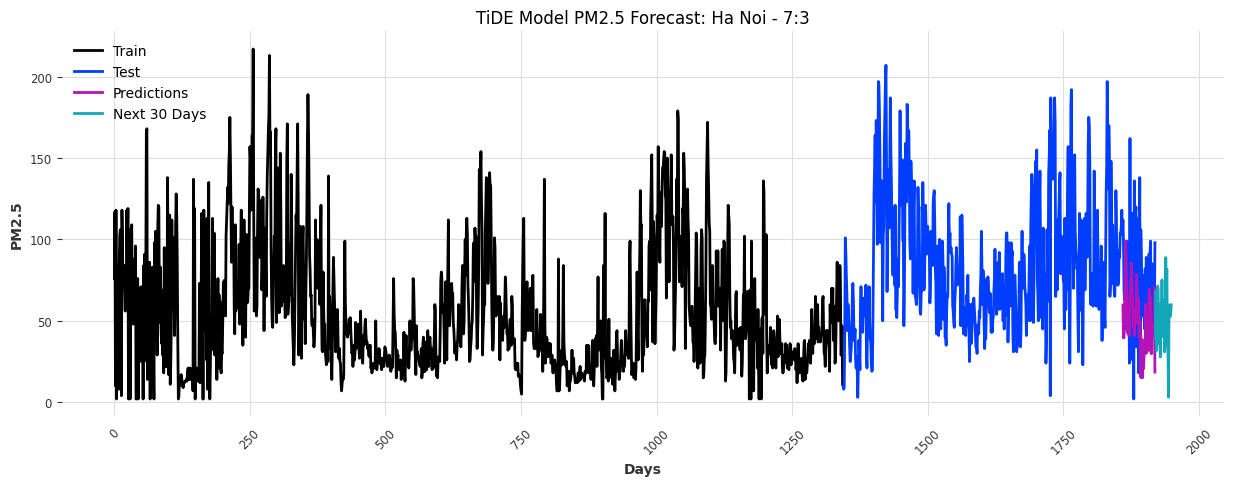 TiDE Model PM2.5 Forecast: Ha Noi - 7:3
Train
Test
Predictions
Next 30 Days
PM2.5
200
150
100
50
0
0
250
500
750
1000
1250
1500
1750
2000
Days